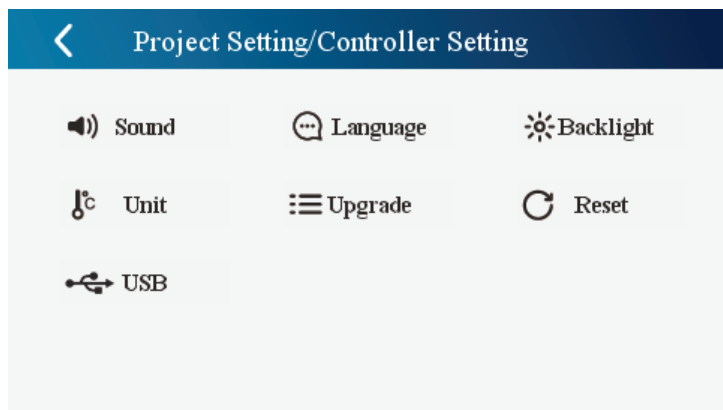 Project Setting/Controller Setting
Sound Language Backlight
°C Unit Upgrade Reset
USB